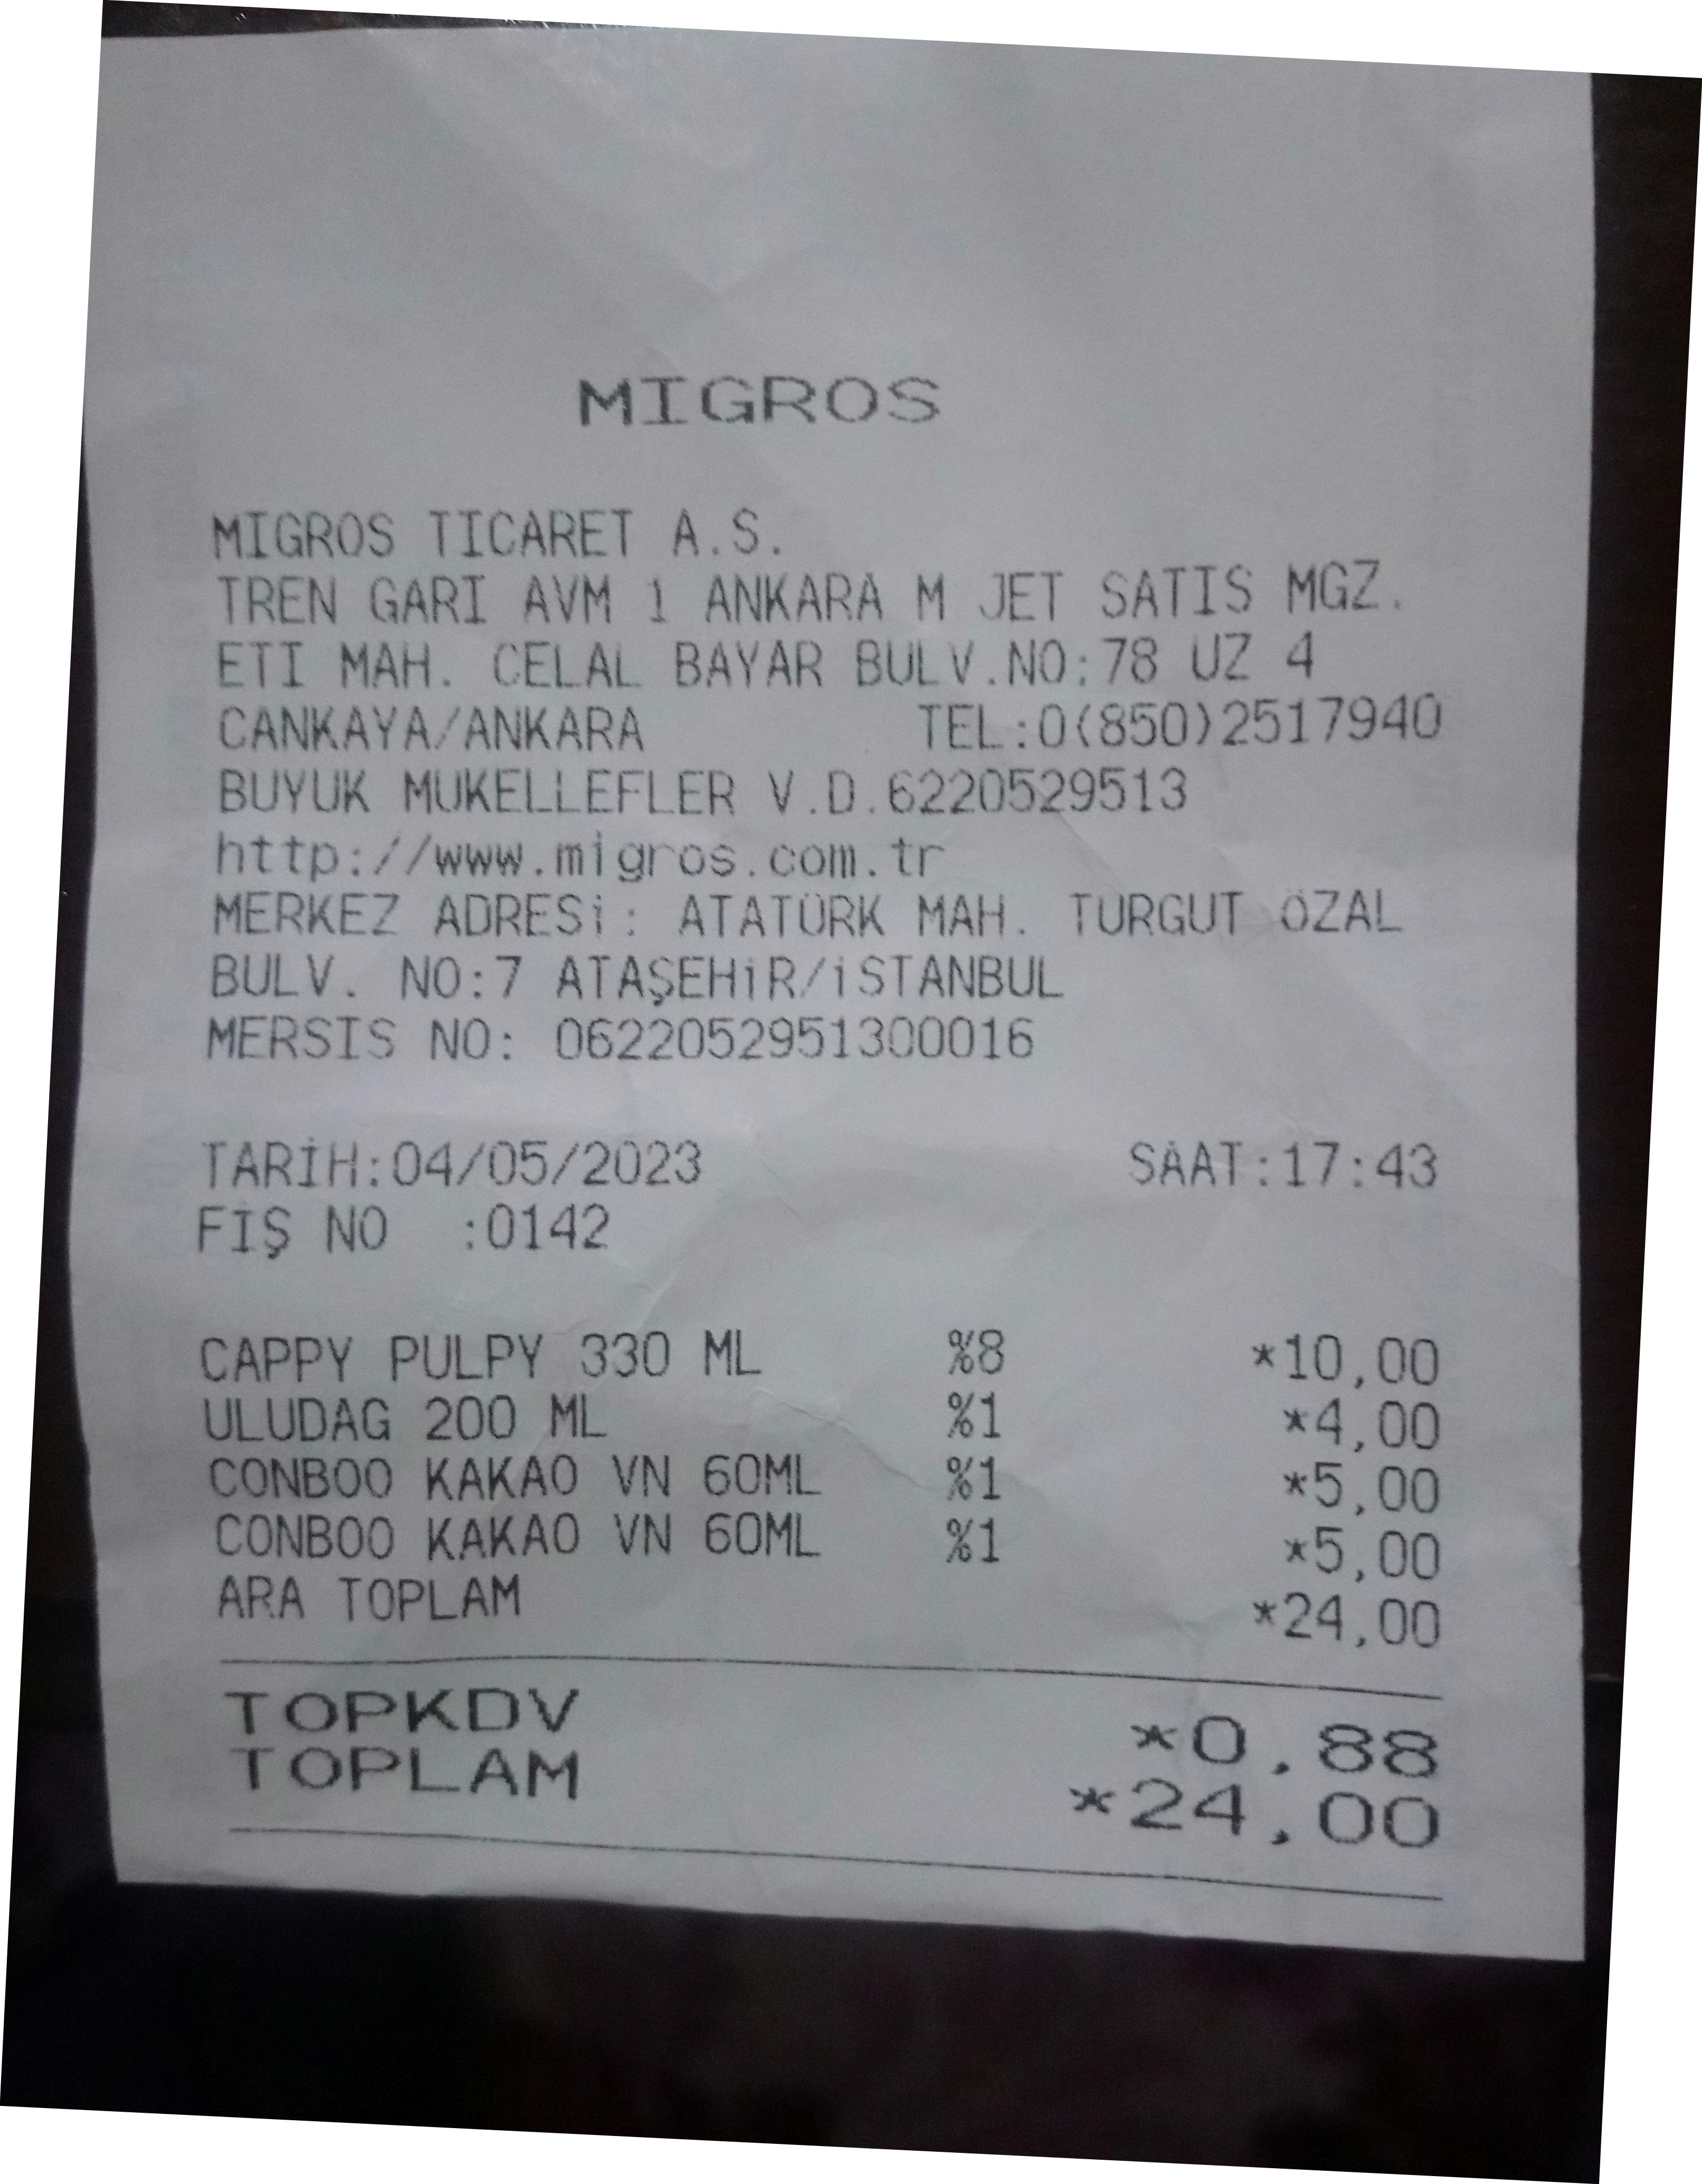 MIGROS
MIGROS TICARET A.S.
TREN GARI AVM 1 ANKARA M JET SATIS MGZ.
ETI MAH. CELAL BAYAR BULV.NO:78 UZ 4
CANKAYA/ANKARA TEL:0(850)2517940
BUYUK MUKELLEFLER V.D.6220529513
http://www.migros.com.tr
MERKEZ ADRESi: ATATÜRK MAH. TURGUT ÖZAL
BULV. NO:7 ATAŞEHiR/iSTANBUL
MERSIS NO: 0622052951300016
TARİH:04/05/2023 SAAT:17:43
FİŞ NO :0142
CAPPY PULPY 330 ML %8 *10,00
ULUDAG 200 ML %1 *4,00
CONBOO KAKAO VN 60ML %1 *5,00
CONBOO KAKAO VN 60ML %1 *5,00
ARA TOPLAM *24,00
TOPKDV *0,88
TOPLAM *24,00